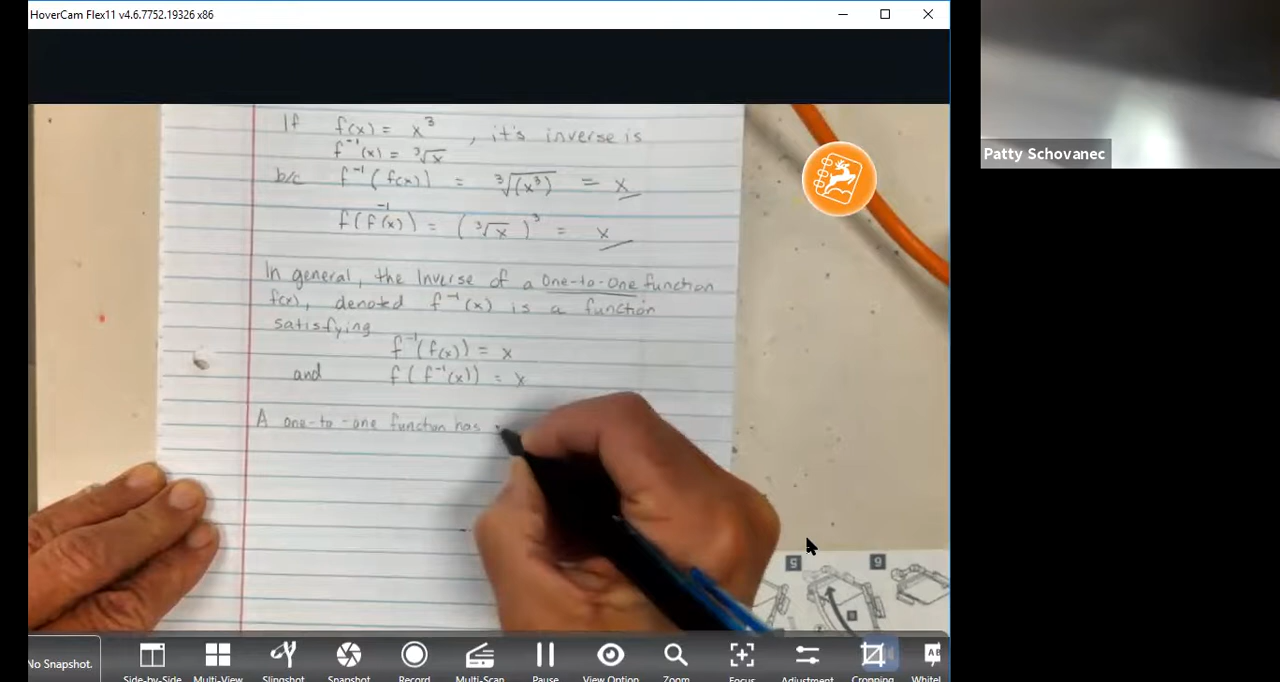 HoverCam Flex11 v4.6.7752.19326 x86
If f(x) = x³, it's inverse is
f⁻¹(x) = ∛x
b/c f⁻¹(f(x)) = ∛(x³) = x
f(f⁻¹(x)) = (∛x)³ = x
In general, the Inverse of a one-to-one function
f(x), denoted f⁻¹(x) is a function
satisfying
f⁻¹(f(x)) = x
and f(f⁻¹(x)) = x
A one-to-one function has
Patty Schovanec
5 6
No Snapshot.
Side-by-Side Multi-View Slingshot Snapshot Record Multi-Scan Pause View Option Zoom Focus Adjustment Cropping Whitel